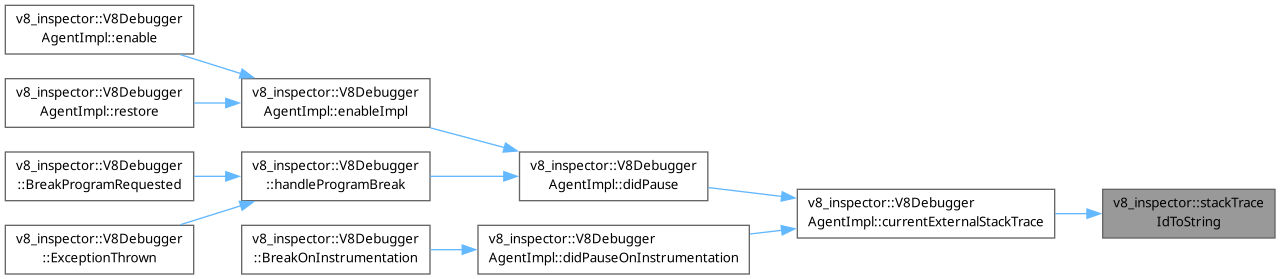 v8_inspector::V8Debugger
AgentImpl::enable
v8_inspector::V8Debugger
AgentImpl::restore
v8_inspector::V8Debugger
AgentImpl::enableImpl
v8_inspector::V8Debugger
::BreakProgramRequested
v8_inspector::V8Debugger
::handleProgramBreak
v8_inspector::V8Debugger
AgentImpl::didPause
v8_inspector::V8Debugger
AgentImpl::currentExternalStackTrace
v8_inspector::stackTrace
IdToString
v8_inspector::V8Debugger
::ExceptionThrown
v8_inspector::V8Debugger
::BreakOnInstrumentation
v8_inspector::V8Debugger
AgentImpl::didPauseOnInstrumentation